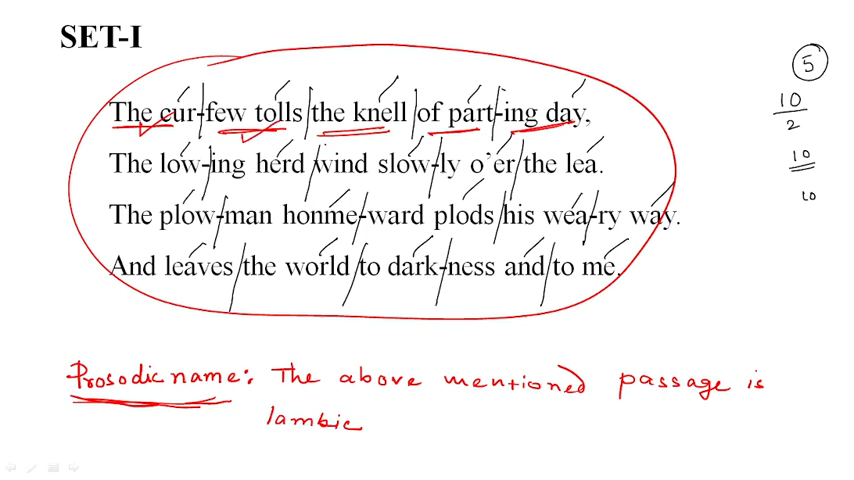 SET-I
5
The cur-few tolls the knell of part-ing day,
10
2
The low-ing herd wind slow-ly o'er the lea.
10
The plow-man honme-ward plods his wea-ry way.
10
And leaves the world to dark-ness and to me,
Prosodic name: The above mentioned passage is
Iambic